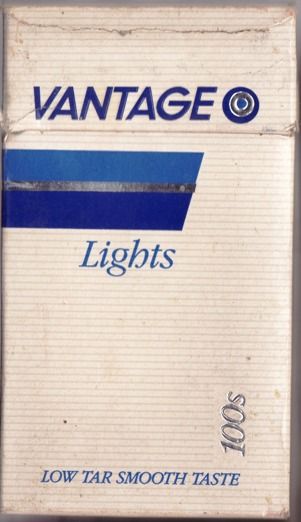 VANTAGE
Lights
100s
LOW TAR SMOOTH TASTE